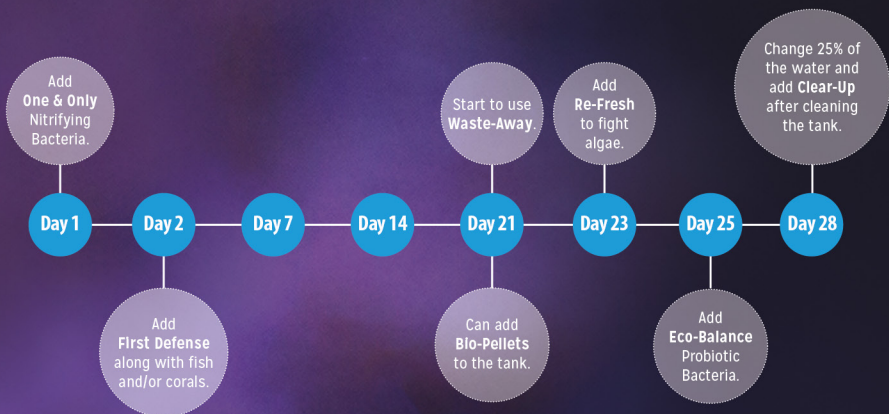 Add
One & Only
Nitrifying
Bacteria.
Start to use
Waste-Away.
Add
Re-Fresh
to fight
algae.
Change 25% of
the water and
add Clear-Up
after cleaning
the tank.
Day 1
Day 2
Day 7
Day 14
Day 21
Day 23
Day 25
Day 28
Add
First Defense
along with fish
and/or corals.
Can add
Bio-Pellets
to the tank.
Add
Eco-Balance
Probiotic
Bacteria.